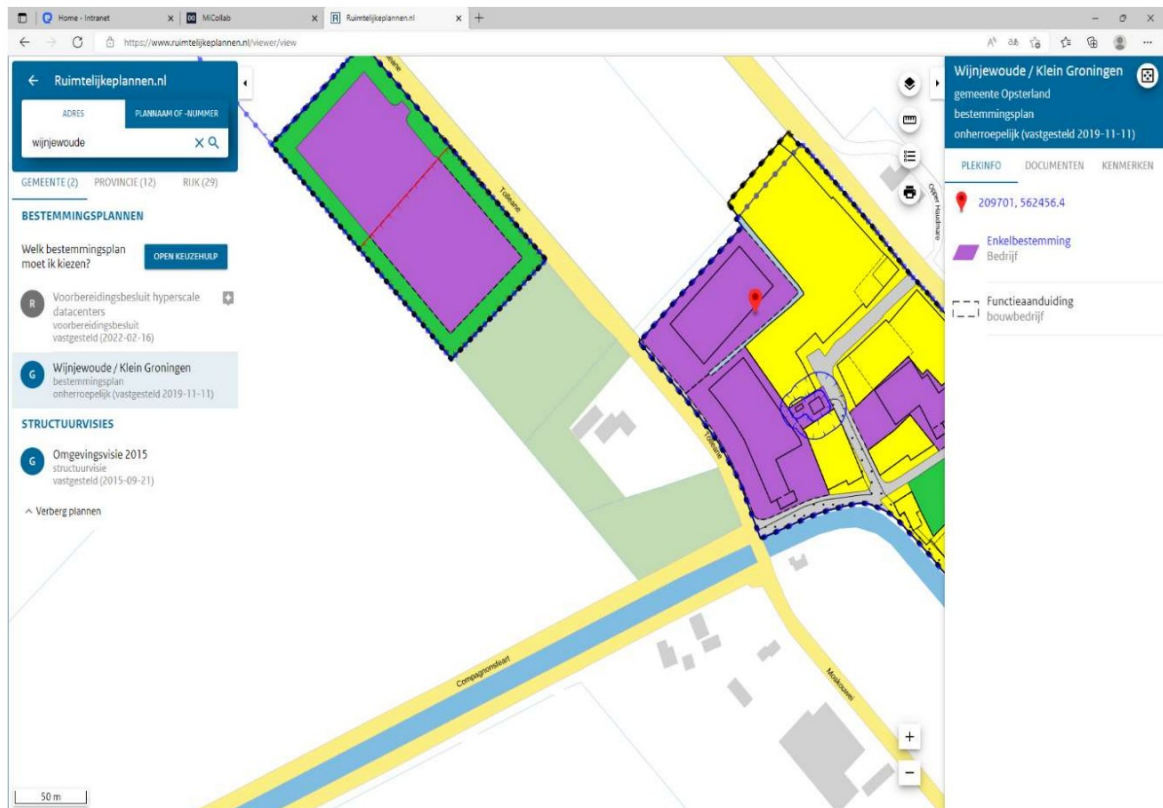 Home - Intranet
MiCollab
Ruimtelijkeplannen.nl
https://www.ruimtelijkeplannen.nl/viewer/view
Ruimtelijkeplannen.nl
ADRES
PLANNAAM OF -NUMMER
wijnjewoude
GEMEENTE (2)
PROVINCIE (12)
RIJK (29)
BESTEMMINGSPLANNEN
Welk bestemmingsplan
moet ik kiezen?
OPEN KEUZEHULP
R
Voorbereidingsbesluit hyperscale
datacenters
voorbereidingsbesluit
vastgesteld (2022-02-16)
G
Wijnjewoude / Klein Groningen
bestemmingsplan
onherroepelijk (vastgesteld 2019-11-11)
STRUCTUURVISIES
G
Omgevingsvisie 2015
structuurvisie
vastgesteld (2015-09-21)
Verberg plannen
50 m
Tolleane
Tolleane
Tolleane
Compagnonsfeart
Moskouwei
Wijnjewoude / Klein Groningen
gemeente Opsterland
bestemmingsplan
onherroepelijk (vastgesteld 2019-11-11)
PLEKINFO
DOCUMENTEN
KENMERKEN
209701, 562456.4
Enkelbestemming
Bedrijf
Functieaanduiding
bouwbedrijf